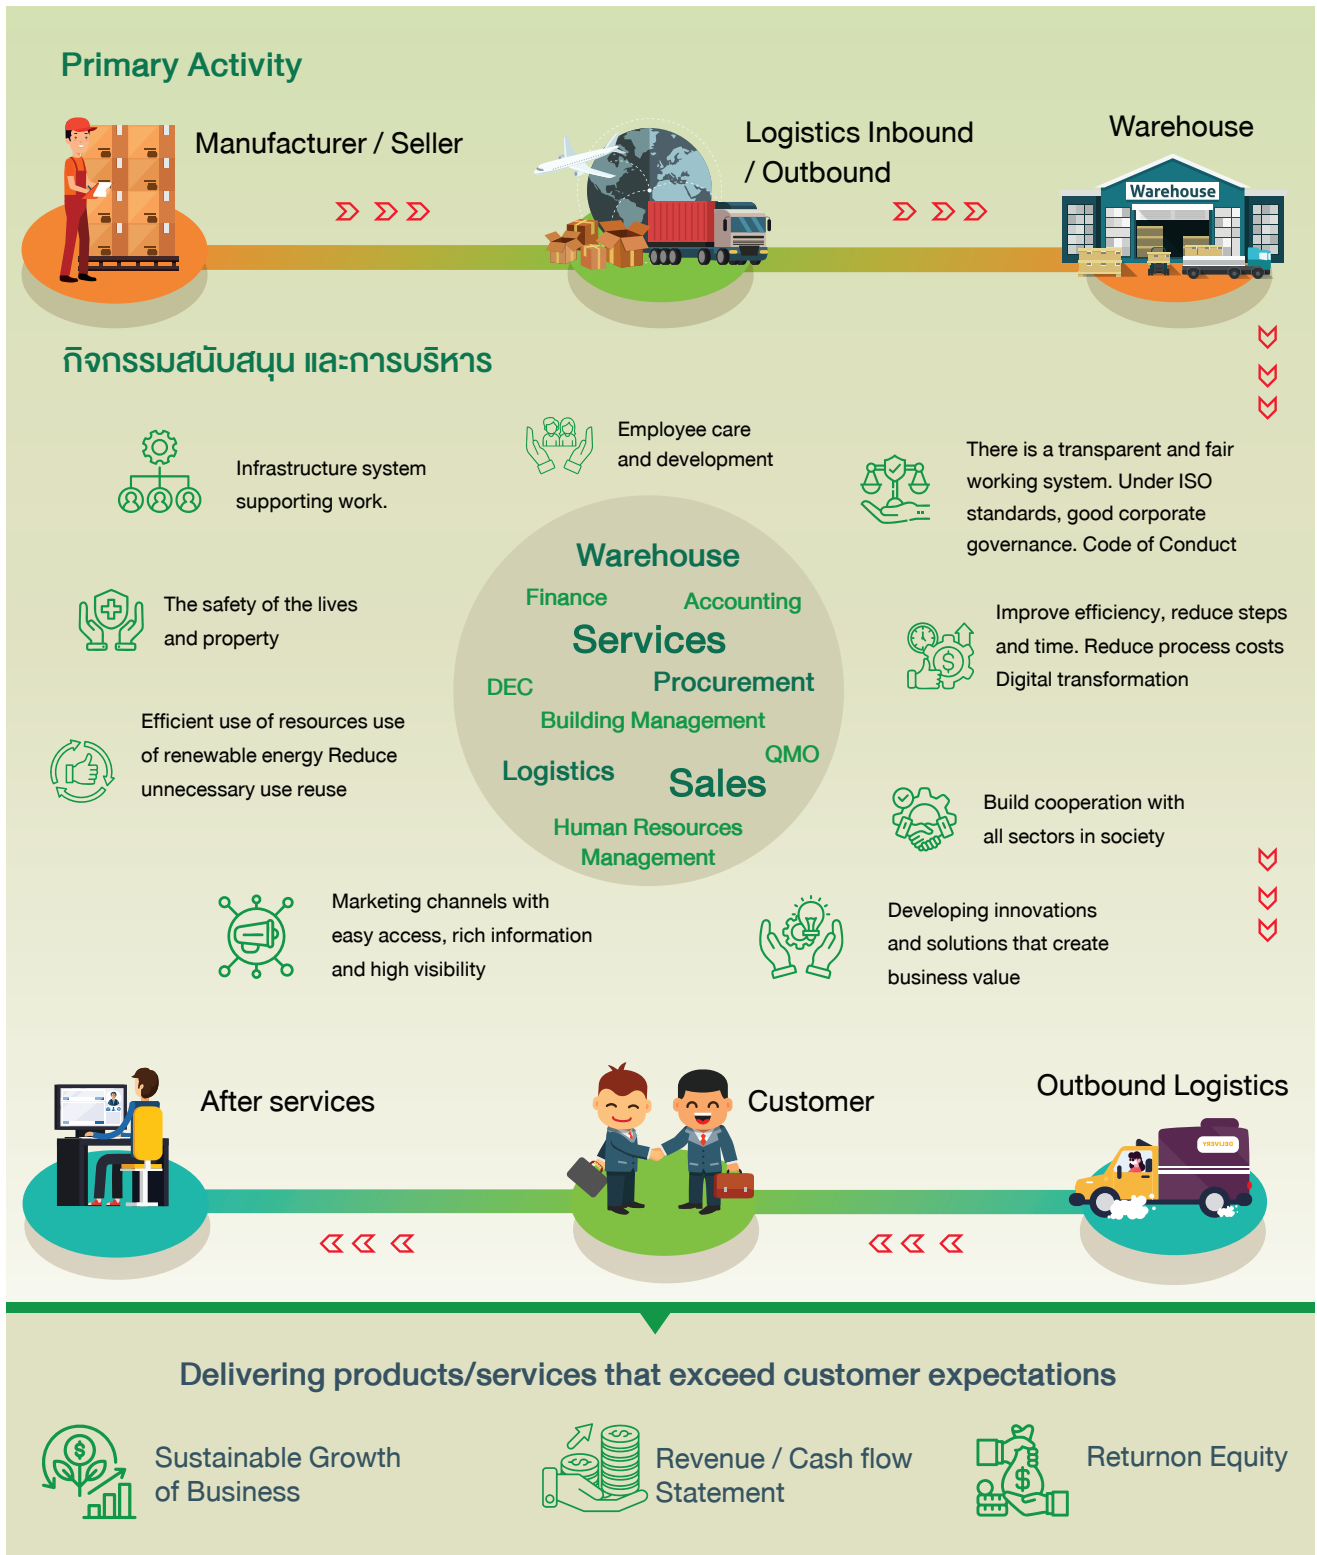 Primary Activity
Manufacturer / Seller
Logistics Inbound
/ Outbound
Warehouse
Warehouse
กิจกรรมสนับสนุน และการบริหาร
Infrastructure system
supporting work.
Employee care
and development
There is a transparent and fair
working system. Under ISO
standards, good corporate
governance. Code of Conduct
The safety of the lives
and property
Improve efficiency, reduce steps
and time. Reduce process costs
Digital transformation
Efficient use of resources use
of renewable energy Reduce
unnecessary use reuse
Warehouse
Finance
Accounting
Services
DEC
Procurement
Building Management
QMO
Logistics
Sales
Human Resources
Management
Build cooperation with
all sectors in society
Marketing channels with
easy access, rich information
and high visibility
Developing innovations
and solutions that create
business value
After services
Customer
Outbound Logistics
DELIVERY
Delivering products/services that exceed customer expectations
Sustainable Growth
of Business
Revenue / Cash flow
Statement
Returnon Equity